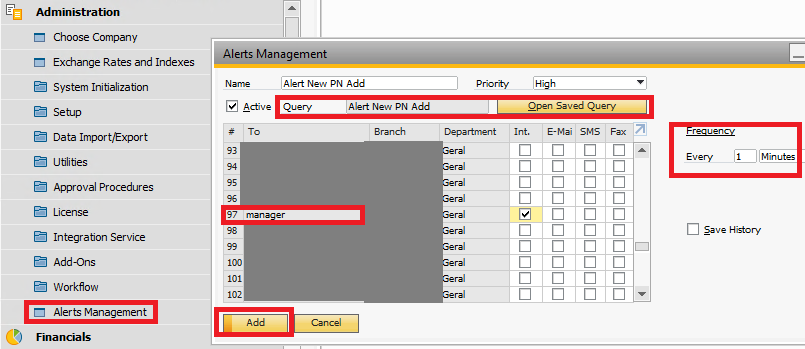 Administration
Choose Company
Exchange Rates and Indexes
System Initialization
Setup
Data Import/Export
Utilities
Approval Procedures
License
Integration Service
Add-Ons
Workflow
Alerts Management
Financials
Alerts Management
Name Alert New PN Add Priority High
Active Query Alert New PN Add Open Saved Query
# To Branch Department Int. E-Mai SMS Fax
93 Geral
94 Geral
95 Geral
96 Geral
97 manager Geral
98 Geral
99 Geral
100 Geral
101 Geral
102 Geral
Frequency
Every 1 Minutes
Save History
Add Cancel